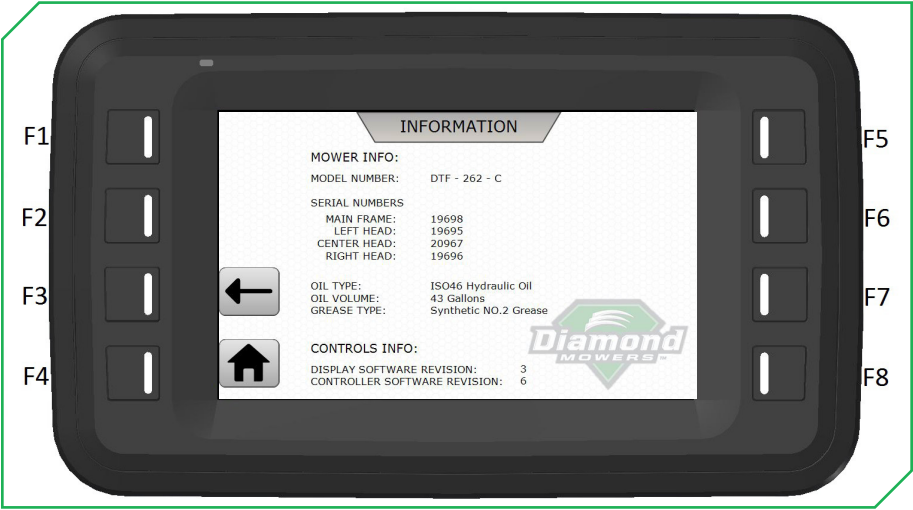 INFORMATION
MOWER INFO:
MODEL NUMBER: DTF - 262 - C
SERIAL NUMBERS
MAIN FRAME: 19698
LEFT HEAD: 19695
CENTER HEAD: 20967
RIGHT HEAD: 19696
OIL TYPE: ISO46 Hydraulic Oil
OIL VOLUME: 43 Gallons
GREASE TYPE: Synthetic NO.2 Grease
Diamond
MOWERS
CONTROLS INFO:
DISPLAY SOFTWARE REVISION: 3
CONTROLLER SOFTWARE REVISION: 6
F1
F2
F3
F4
F5
F6
F7
F8